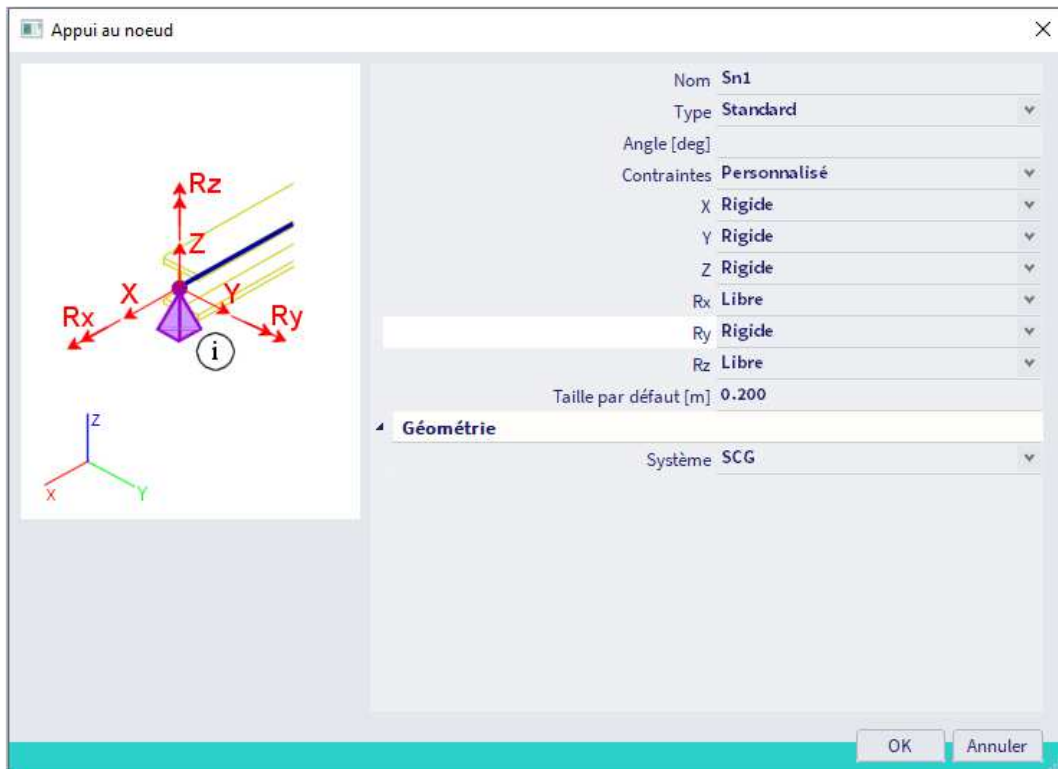 Appui au noeud
Nom Sn1
Type Standard
Angle [deg]
Contraintes Personnalisé
X Rigide
Y Rigide
Z Rigide
Rx Libre
Ry Rigide
Rz Libre
Taille par défaut [m] 0.200
Géométrie
Système SCG
Rz
Z
X
Y
Rx
Ry
i
Z
X
Y
OK Annuler